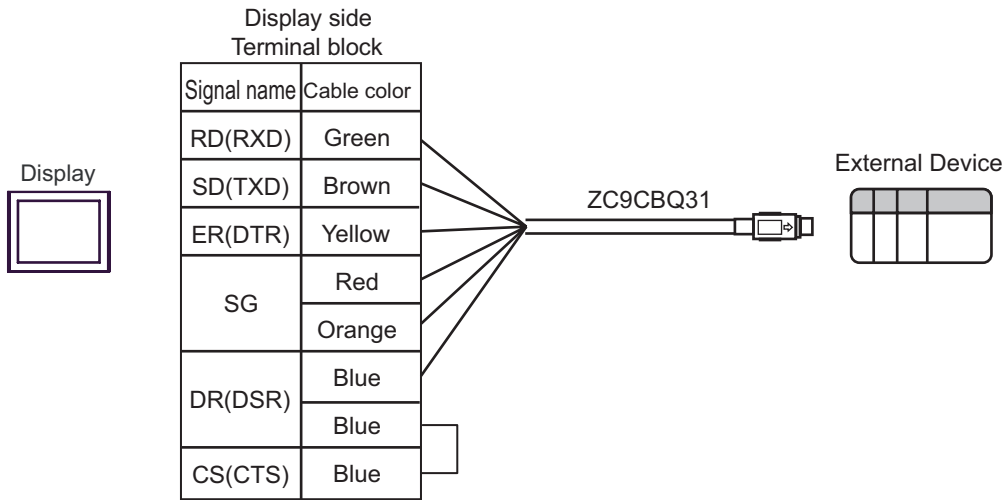 Display side
Terminal block
Signal name Cable color
RD(RXD) Green
SD(TXD) Brown
ER(DTR) Yellow
SG Red
Orange
DR(DSR) Blue
Blue
CS(CTS) Blue
Display
ZC9CBQ31
External Device